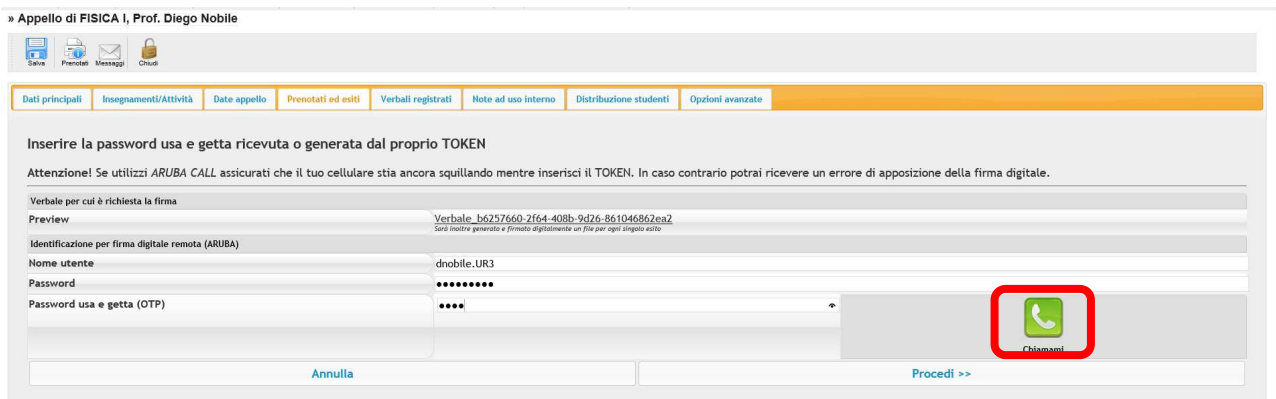 » Appello di FISICA I, Prof. Diego Nobile
Salva Prenotati Messaggi Chiudi
Dati principali Insegnamenti/Attività Date appello Prenotati ed esiti Verbali registrati Note ad uso interno Distribuzione studenti Opzioni avanzate
Inserire la password usa e getta ricevuta o generata dal proprio TOKEN
Attenzione! Se utilizzi ARUBA CALL assicurati che il tuo cellulare stia ancora squillando mentre inserisci il TOKEN. In caso contrario potrai ricevere un errore di apposizione della firma digitale.
Verbale per cui è richiesta la firma
Preview Verbale_b6257660-2f64-408b-9d26-861046862ea2
Sarà inoltre generato e firmato digitalmente un file per ogni singolo esito
Identificazione per firma digitale remota (ARUBA)
Nome utente dnobile.UR3
Password •••••••••
Password usa e getta (OTP) ••••
Chiamami
Annulla Procedi >>